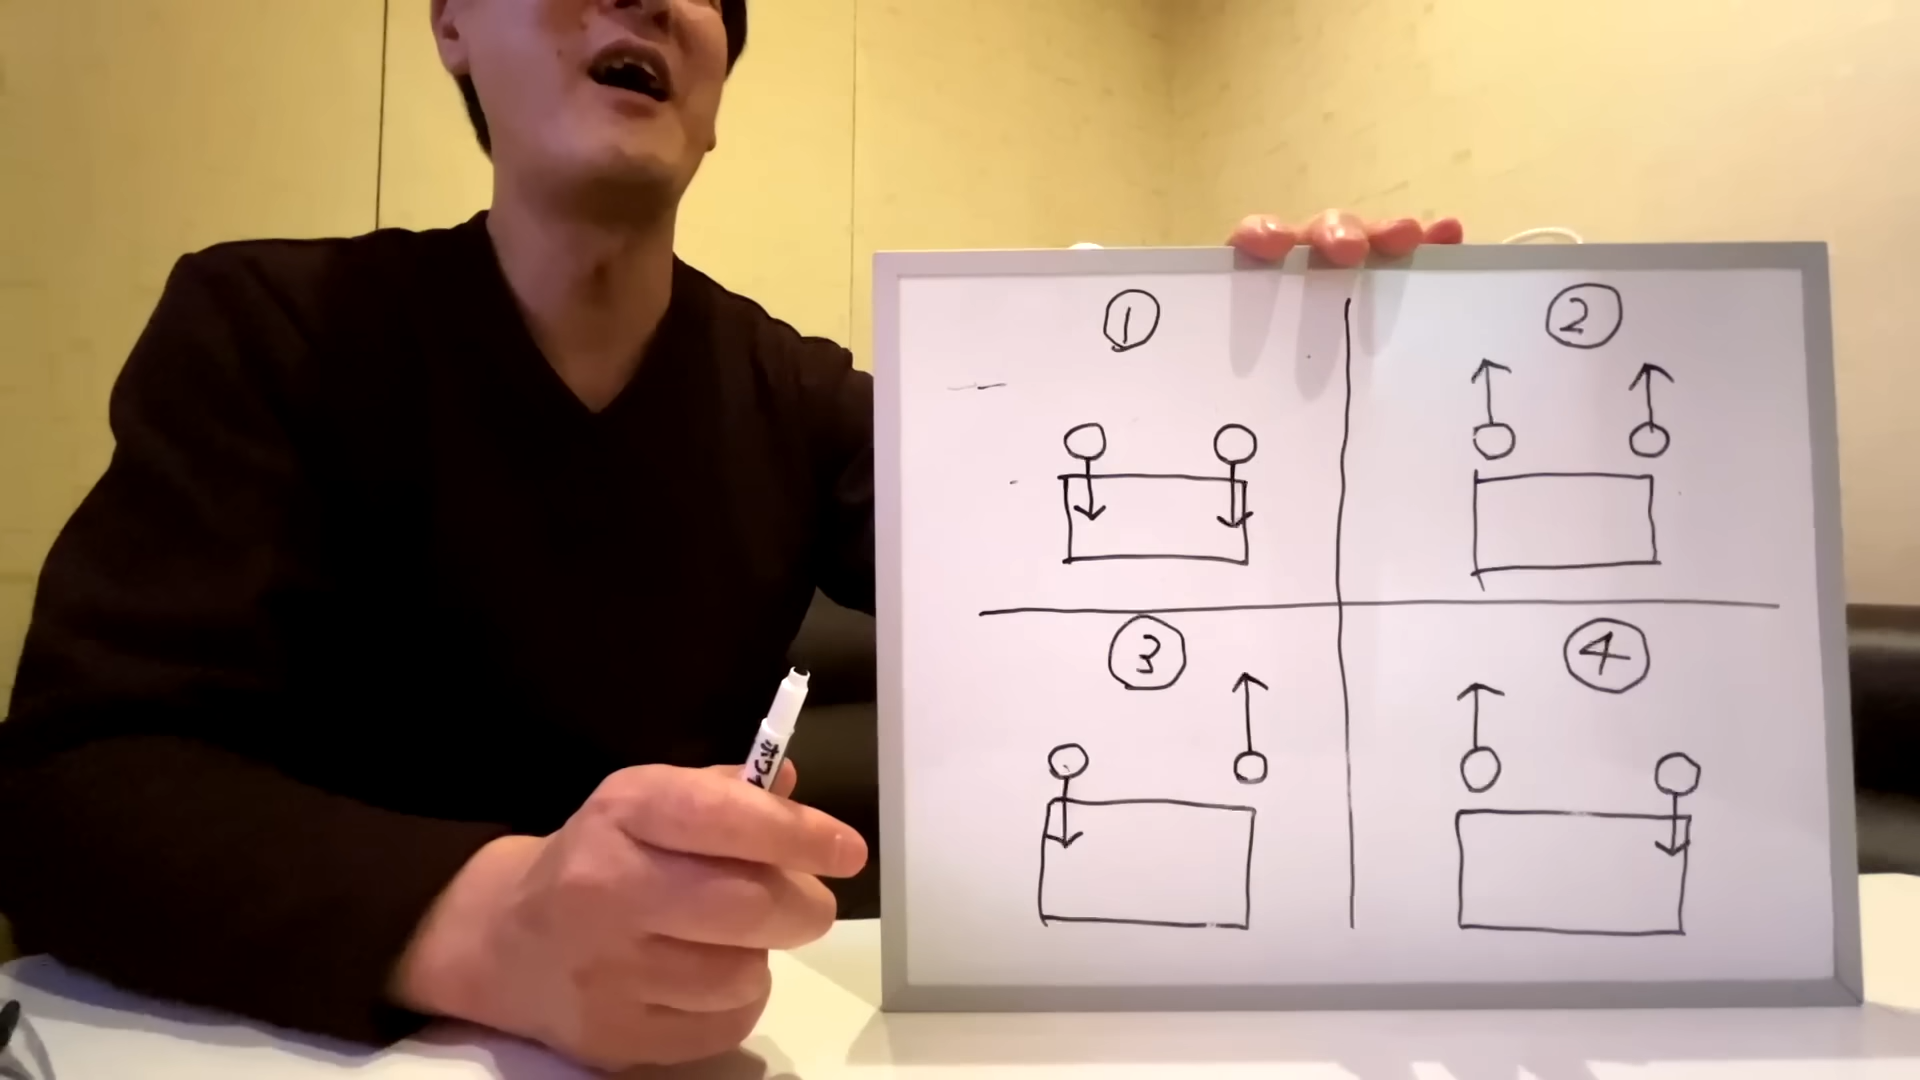 ①
②
③
④